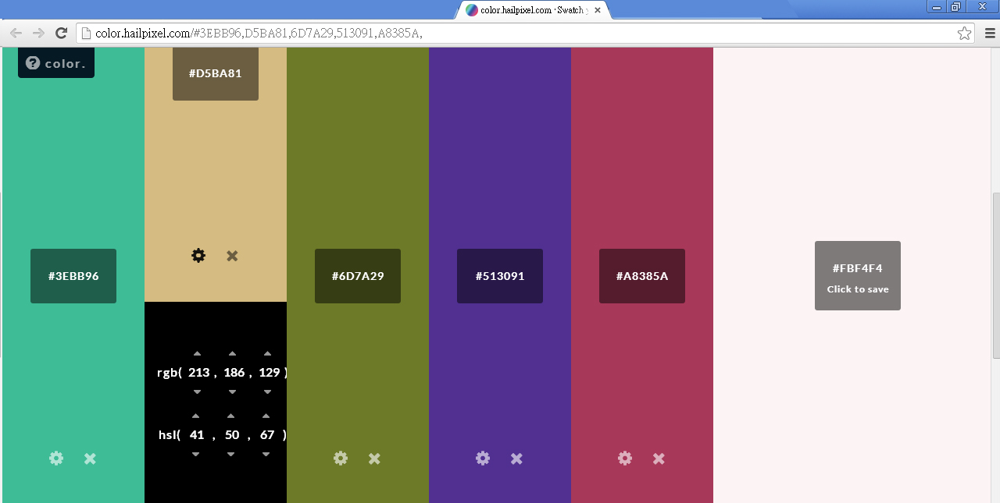 color.hailpixel.com · Swatch
color.hailpixel.com/#3EBB96,D5BA81,6D7A29,513091,A8385A,
? color.
#D5BA81
#3EBB96
#6D7A29
#513091
#A8385A
#FBF4F4
Click to save
rgb( 213 , 186 , 129 )
hsl( 41 , 50 , 67 )